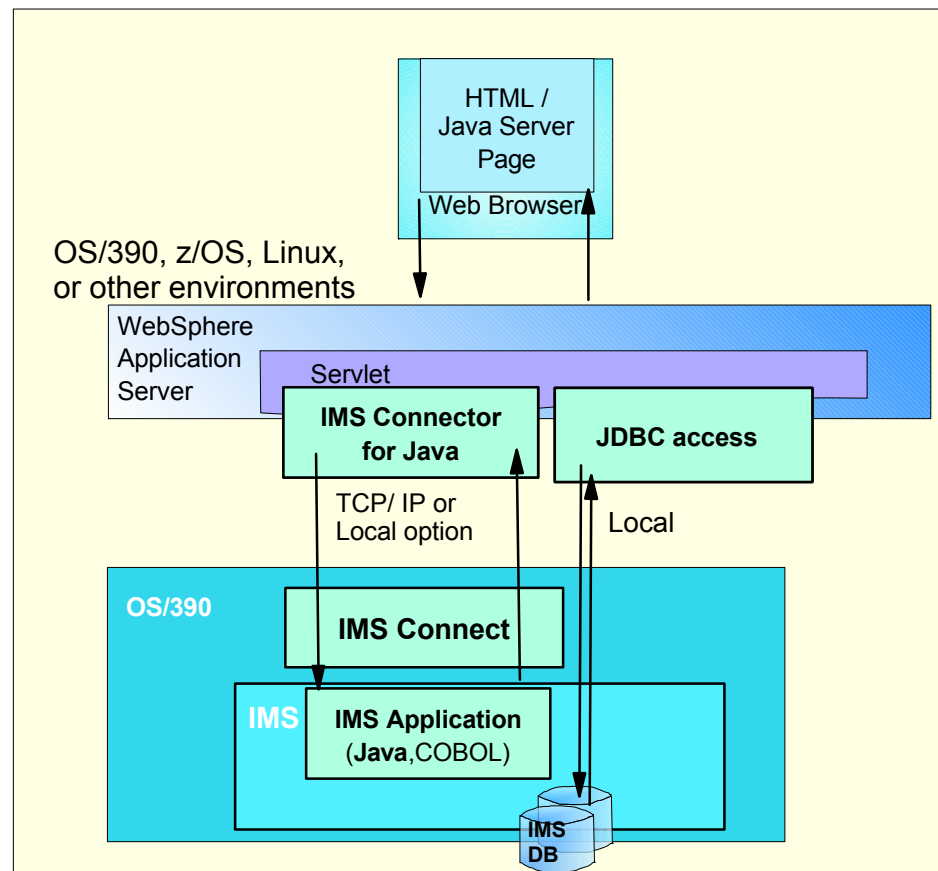 HTML /
Java Server
Page
Web Browser
OS/390, z/OS, Linux,
or other environments
WebSphere
Application
Server
Servlet
IMS Connector
for Java
JDBC access
TCP/ IP or
Local option
Local
OS/390
IMS Connect
IMS
IMS Application
(Java,COBOL)
IMS
DB